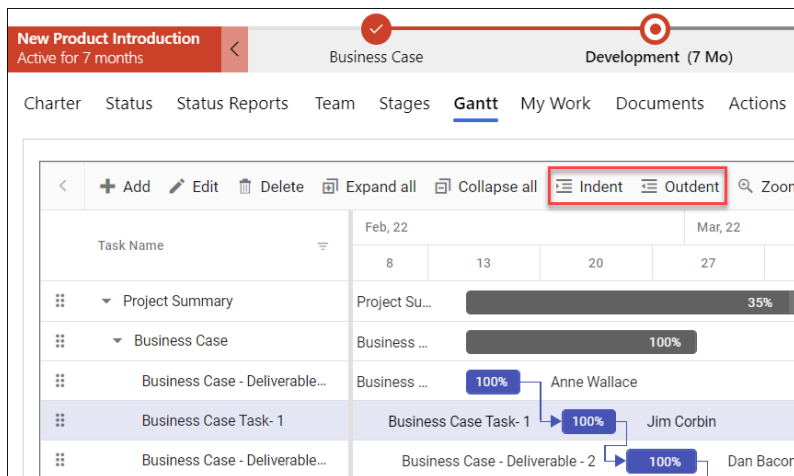 New Product Introduction
Active for 7 months
Business Case
Development (7 Mo)
Charter Status Status Reports Team Stages Gantt My Work Documents Actions
Add Edit Delete Expand all Collapse all Indent Outdent Zoom
Task Name
Feb, 22 Mar, 22
8 13 20 27
Project Summary Project Su... 35%
Business Case Business ... 100%
Business Case - Deliverable... Business ... 100% Anne Wallace
Business Case Task- 1 Business Case Task- 1 100% Jim Corbin
Business Case - Deliverable... Business Case - Deliverable - 2 100% Dan Bacon